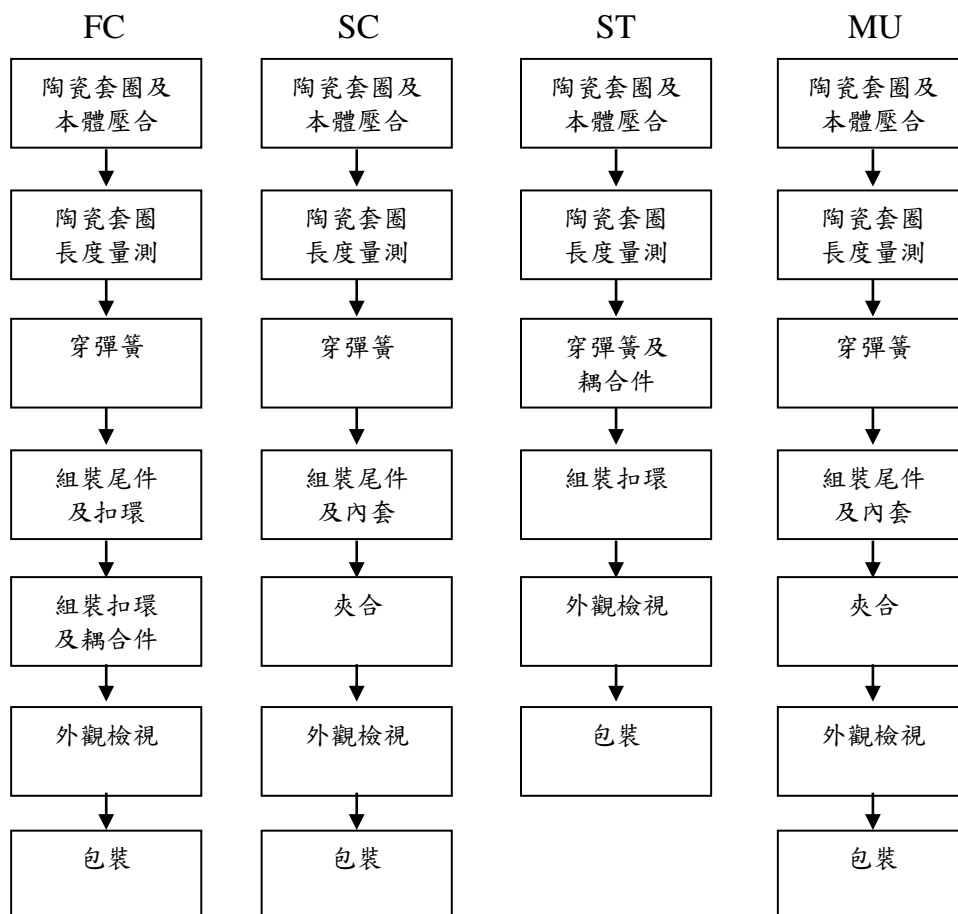 FC
陶瓷套圈及
本體壓合
陶瓷套圈
長度量測
穿彈簧
組裝尾件
及扣環
組裝扣環
及耦合件
外觀檢視
包裝
SC
陶瓷套圈及
本體壓合
陶瓷套圈
長度量測
穿彈簧
組裝尾件
及內套
夾合
外觀檢視
包裝
ST
陶瓷套圈及
本體壓合
陶瓷套圈
長度量測
穿彈簧及
耦合件
組裝扣環
外觀檢視
包裝
MU
陶瓷套圈及
本體壓合
陶瓷套圈
長度量測
穿彈簧
組裝尾件
及內套
夾合
外觀檢視
包裝